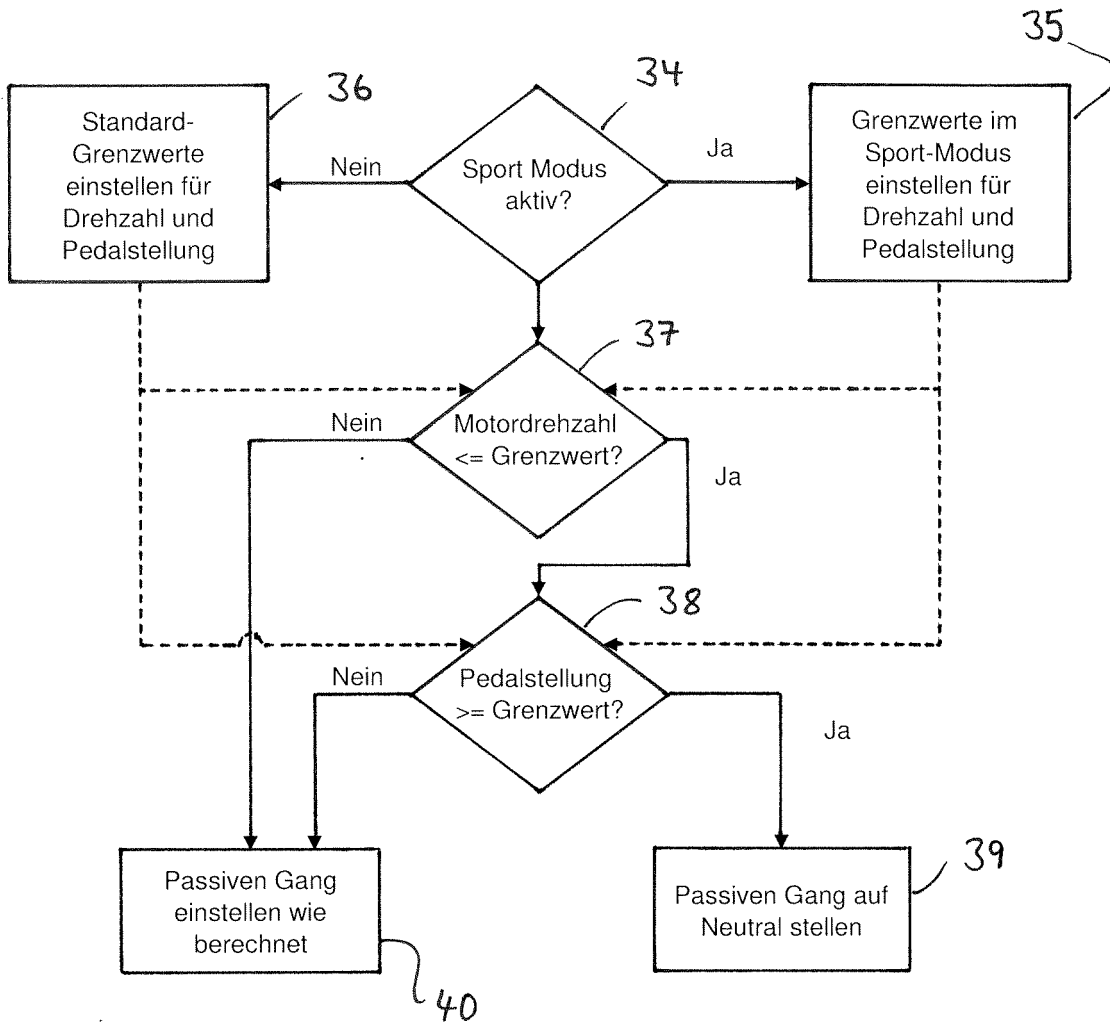 35
36
34
Standard-
Grenzwerte
einstellen für
Drehzahl und
Pedalstellung
Nein
Sport Modus
aktiv?
Ja
Grenzwerte im
Sport-Modus
einstellen für
Drehzahl und
Pedalstellung
37
Nein
Motordrehzahl
<= Grenzwert?
Ja
38
Nein
Pedalstellung
>= Grenzwert?
Ja
Passiven Gang
einstellen wie
berechnet
40
Passiven Gang auf
Neutral stellen
39